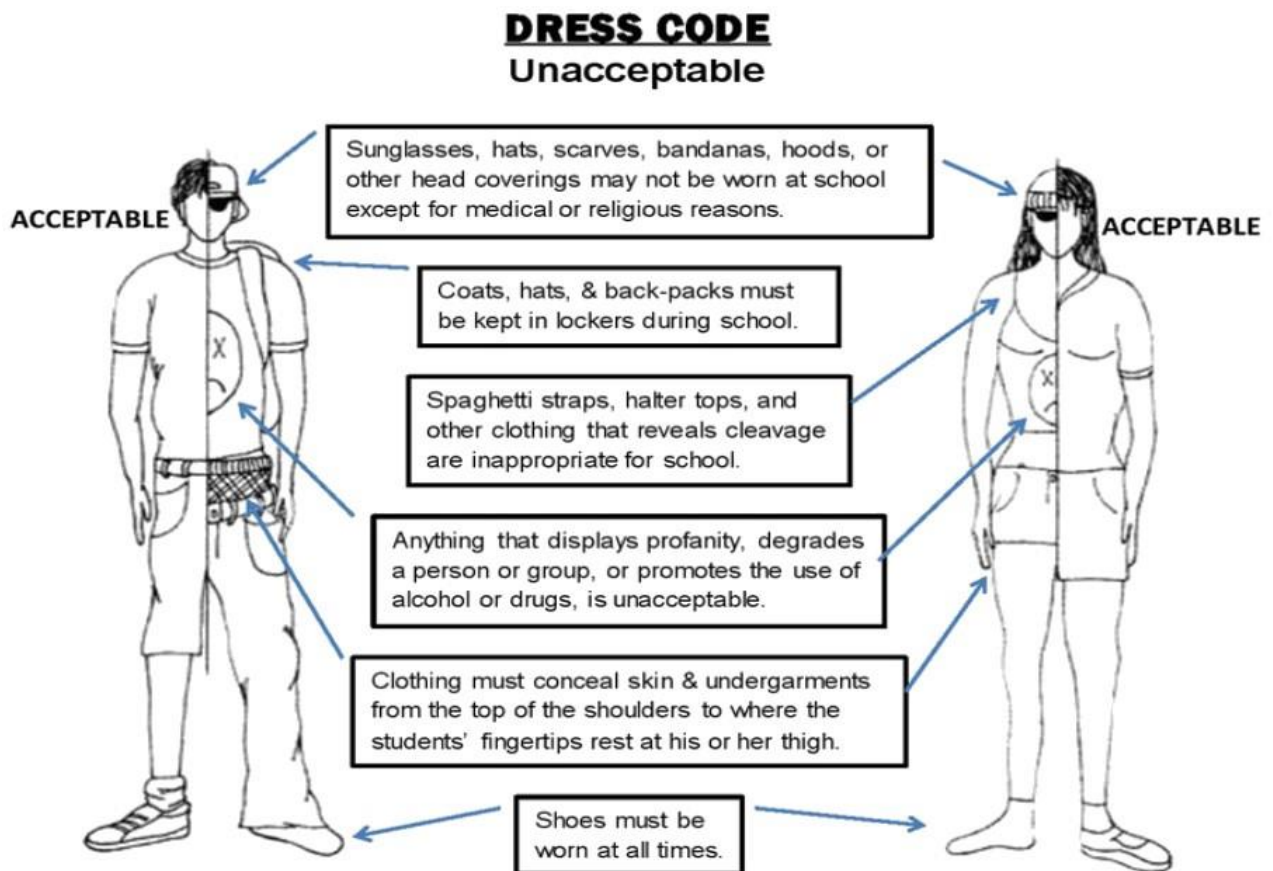 DRESS CODE
Unacceptable
Sunglasses, hats, scarves, bandanas, hoods, or
other head coverings may not be worn at school
except for medical or religious reasons.
ACCEPTABLE
ACCEPTABLE
Coats, hats, & back-packs must
be kept in lockers during school.
Spaghetti straps, halter tops, and
other clothing that reveals cleavage
are inappropriate for school.
Anything that displays profanity, degrades
a person or group, or promotes the use of
alcohol or drugs, is unacceptable.
Clothing must conceal skin & undergarments
from the top of the shoulders to where the
students' fingertips rest at his or her thigh.
Shoes must be
worn at all times.